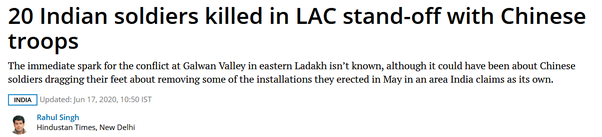 20 Indian soldiers killed in LAC stand-off with Chinese
troops
The immediate spark for the conflict at Galwan Valley in eastern Ladakh isn’t known, although it could have been about Chinese
soldiers dragging their feet about removing some of the installations they erected in May in an area India claims as its own.
INDIA Updated: Jun 17, 2020, 10:50 IST
Rahul Singh
Hindustan Times, New Delhi